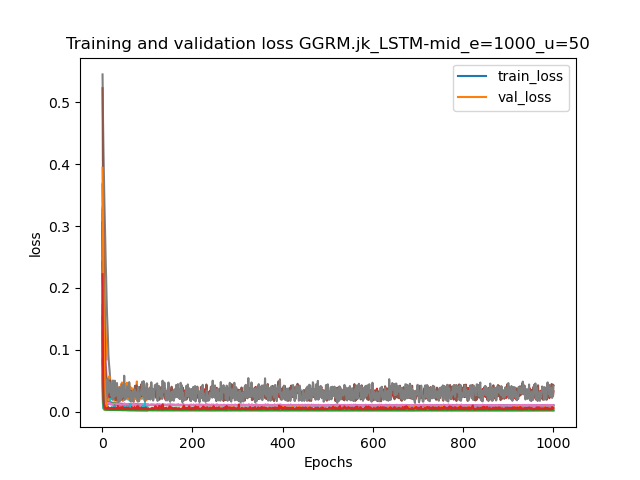 Training and validation loss GGRM.jk_LSTM-mid_e=1000_u=50
train_loss
val_loss
loss
0.5
0.4
0.3
0.2
0.1
0.0
0 200 400 600 800 1000
Epochs